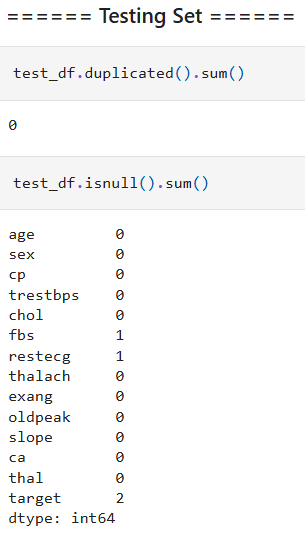 ====== Testing Set ======
test_df.duplicated().sum()
0
test_df.isnull().sum()
age 0
sex 0
cp 0
trestbps 0
chol 0
fbs 1
restecg 1
thalach 0
exang 0
oldpeak 0
slope 0
ca 0
thal 0
target 2
dtype: int64